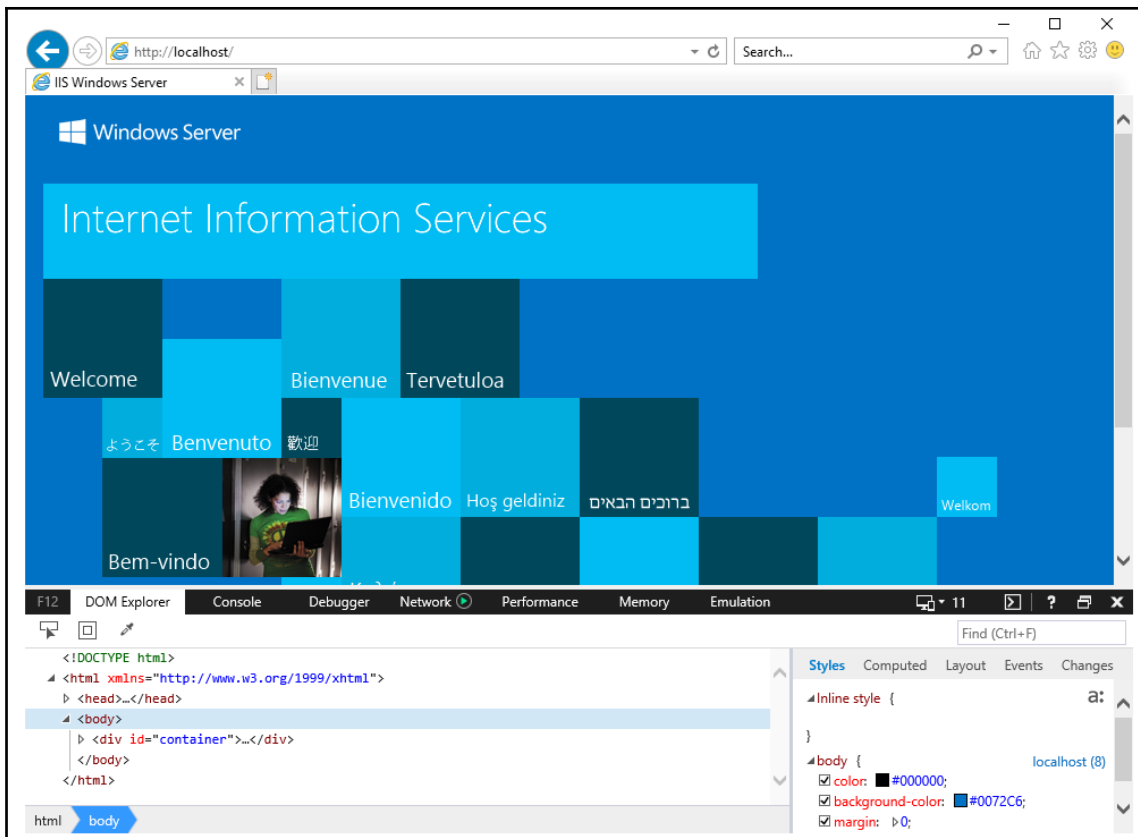 http://localhost/
Search...
IIS Windows Server
Windows Server
Internet Information Services
Welcome
Bienvenue
Tervetuloa
ようこそ
Benvenuto
歡迎
Bienvenido
Hoş geldiniz
ברוכים הבאים
Welkom
Bem-vindo
F12 DOM Explorer Console Debugger Network Performance Memory Emulation 11 ?
Find (Ctrl+F)
<!DOCTYPE html>
<html xmlns="http://www.w3.org/1999/xhtml">
<head>…</head>
<body>
<div id="container">…</div>
</body>
</html>
html body
Styles Computed Layout Events Changes
Inline style {
a:
}
body { localhost (8)
color: #000000;
background-color: #0072C6;
margin: 0;